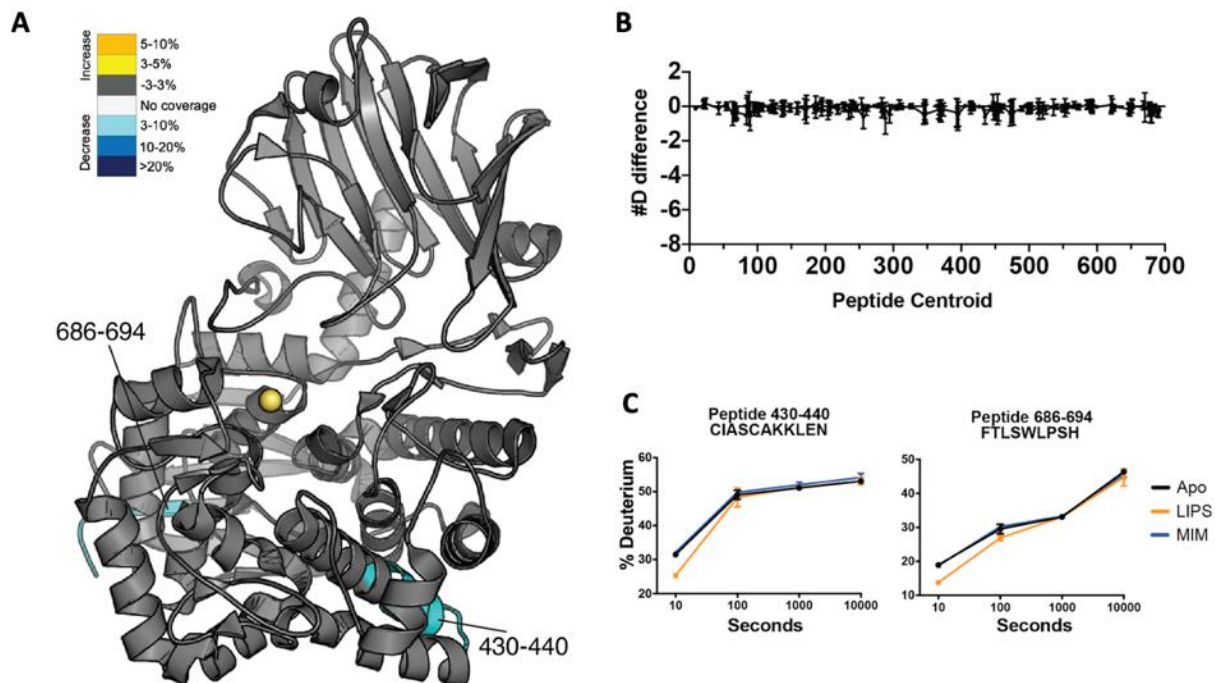 A
Increase
Decrease
5-10%
3-5%
-3-3%
No coverage
3-10%
10-20%
>20%
686-694
430-440
B
#D difference
2
0
-2
-4
-6
-8
0 100 200 300 400 500 600 700
Peptide Centroid
C
Peptide 430-440
CIASCAKKLEN
% Deuterium
60
50
40
30
20
10 100 1000 10000
Seconds
Peptide 686-694
FTLSWLPSH
50
40
30
20
10
10 100 1000 10000
Seconds
Apo
LIPS
MIM